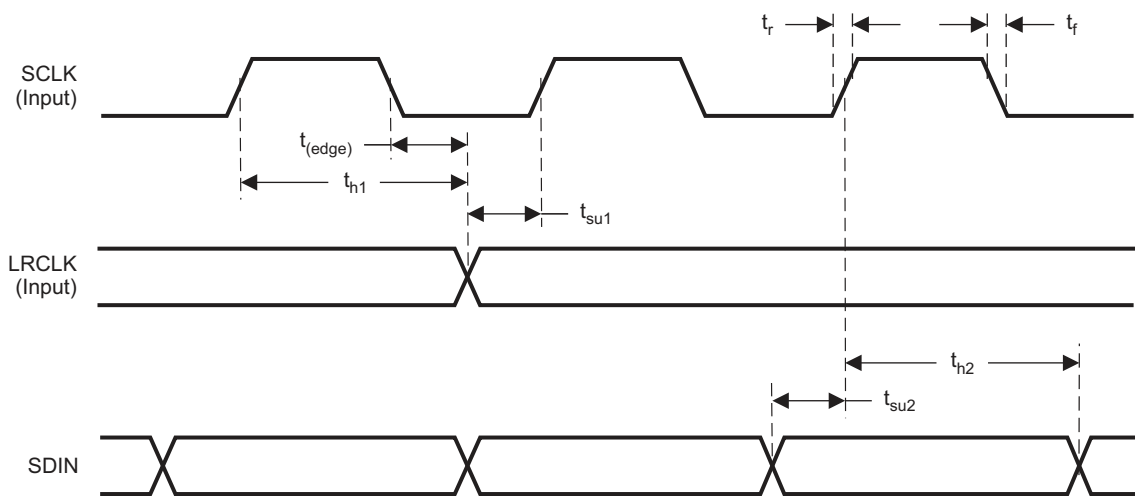 t_r
t_f
SCLK
(Input)
t_(edge)
t_h1
t_su1
LRCLK
(Input)
t_h2
t_su2
SDIN